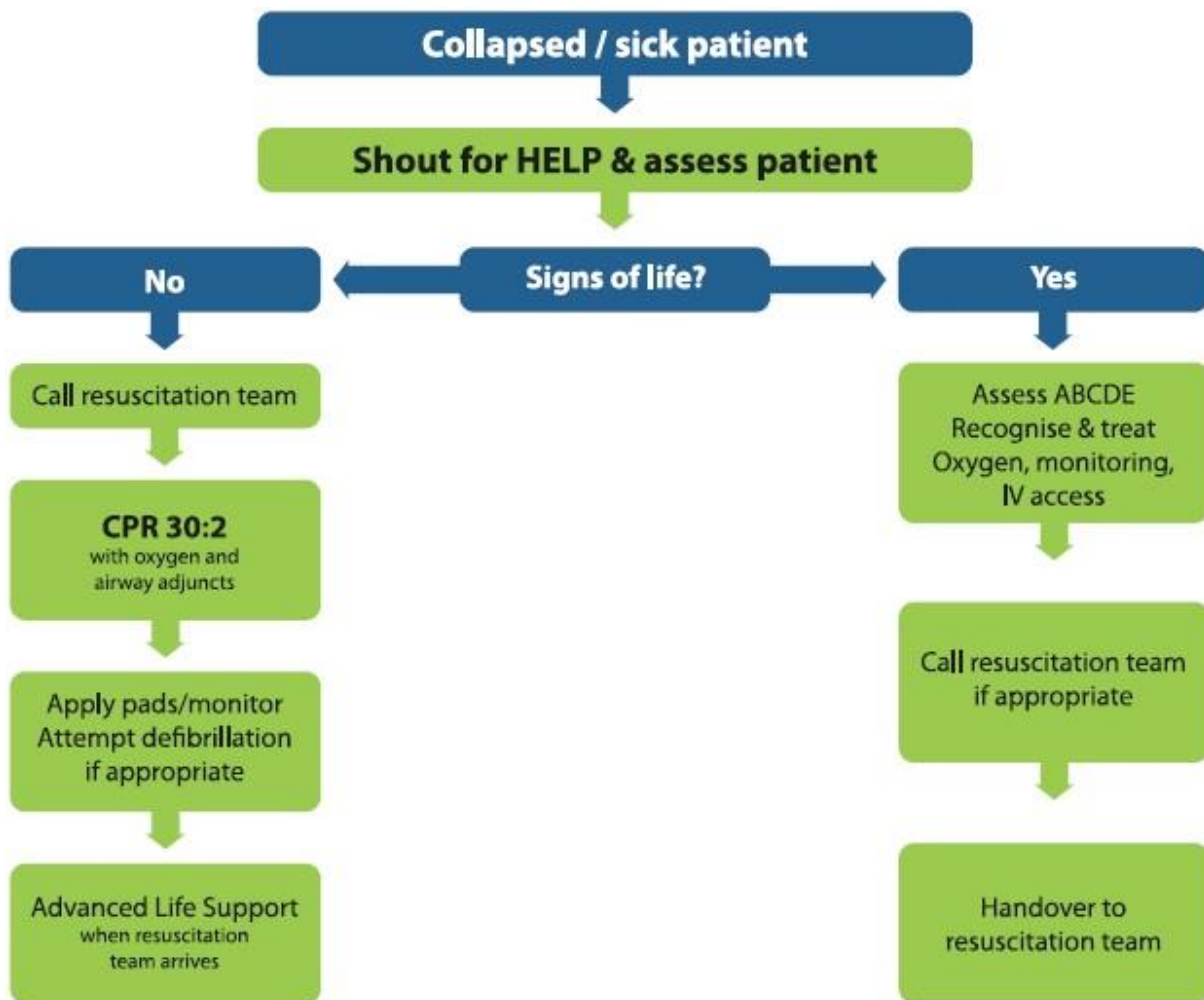 Collapsed / sick patient
Shout for HELP & assess patient
Signs of life?
No
Call resuscitation team
CPR 30:2
with oxygen and
airway adjuncts
Apply pads/monitor
Attempt defibrillation
if appropriate
Advanced Life Support
when resuscitation
team arrives
Yes
Assess ABCDE
Recognise & treat
Oxygen, monitoring,
IV access
Call resuscitation team
if appropriate
Handover to
resuscitation team